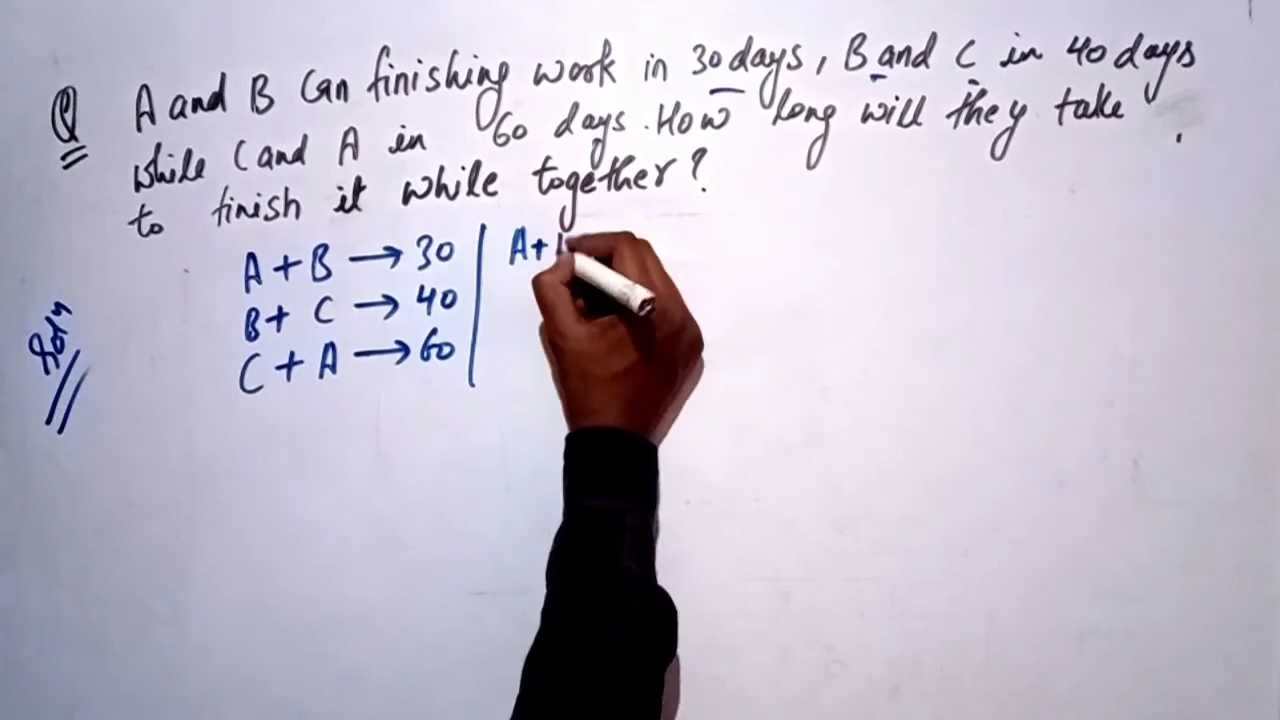 Q A and B can finishing work in 30 days, B and C in 40 days
while C and A in 60 days. How long will they take
to finish it while together?
A + B → 30 | A +
B + C → 40
C + A → 60
Solⁿ